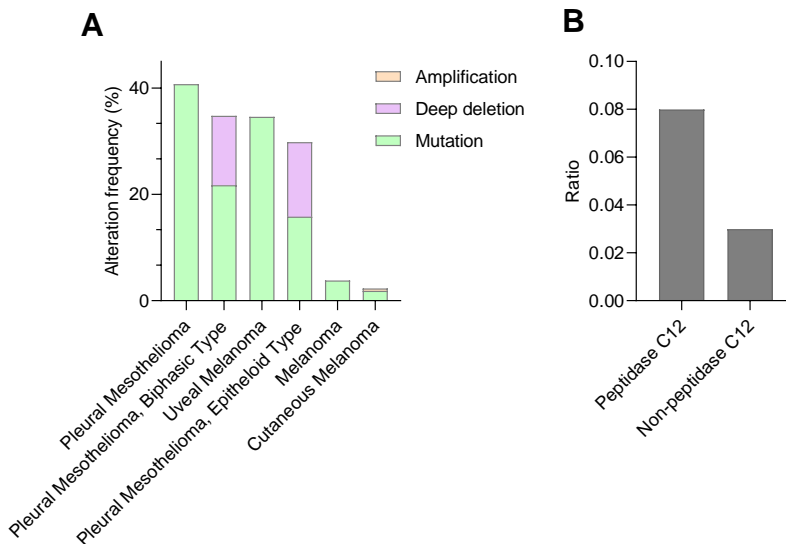 A
Alteration frequency (%)
40
20
0
Amplification
Deep deletion
Mutation
Pleural Mesothelioma
Pleural Mesothelioma, Biphasic Type
Uveal Melanoma
Pleural Mesothelioma, Epitheloid Type
Melanoma
Cutaneous Melanoma
B
Ratio
0.10
0.08
0.06
0.04
0.02
0.00
Peptidase C12
Non-peptidase C12